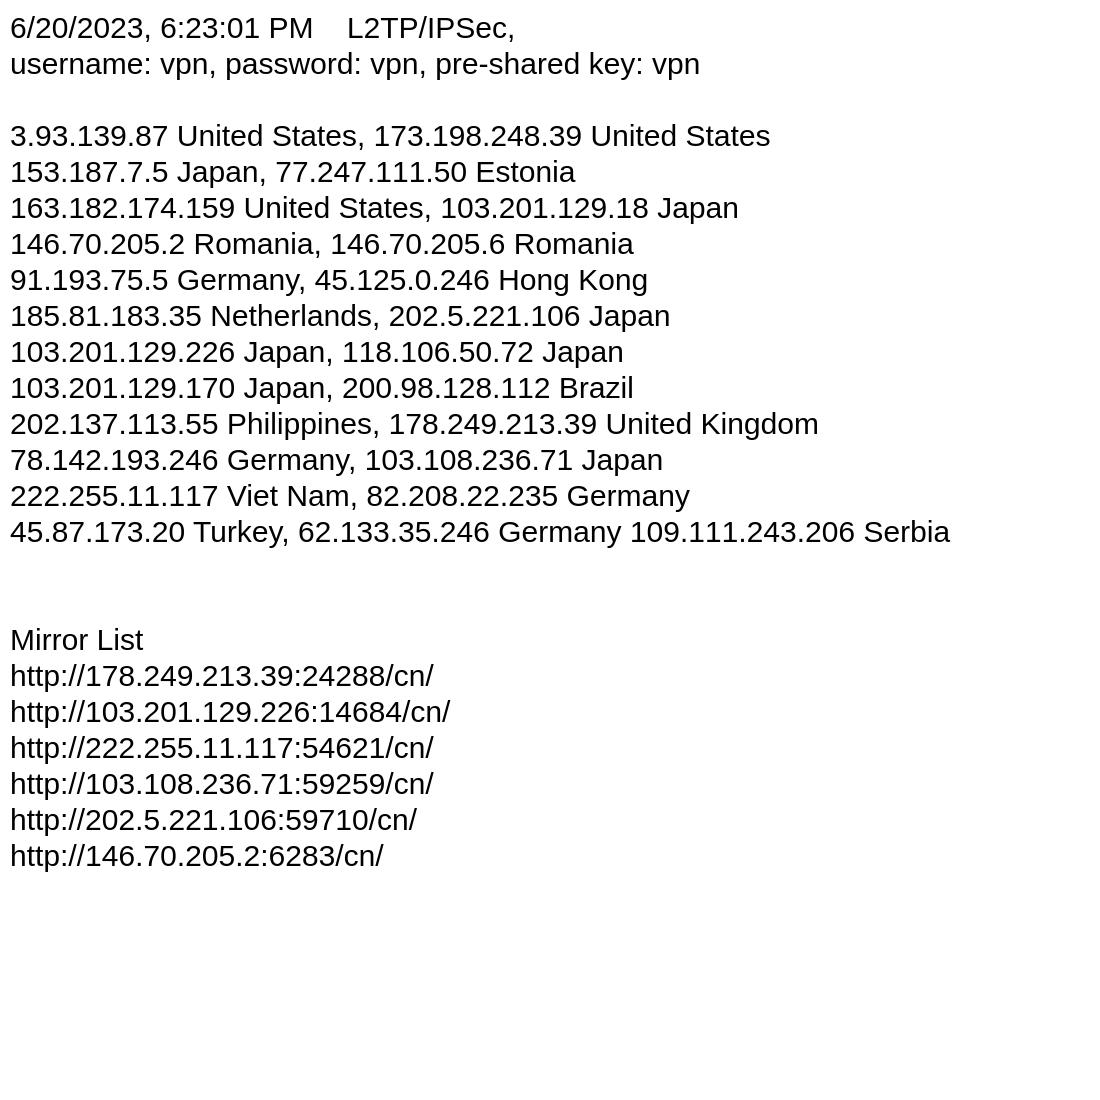 6/20/2023, 6:23:01 PM    L2TP/IPSec,
username: vpn, password: vpn, pre-shared key: vpn
3.93.139.87 United States, 173.198.248.39 United States
153.187.7.5 Japan, 77.247.111.50 Estonia
163.182.174.159 United States, 103.201.129.18 Japan
146.70.205.2 Romania, 146.70.205.6 Romania
91.193.75.5 Germany, 45.125.0.246 Hong Kong
185.81.183.35 Netherlands, 202.5.221.106 Japan
103.201.129.226 Japan, 118.106.50.72 Japan
103.201.129.170 Japan, 200.98.128.112 Brazil
202.137.113.55 Philippines, 178.249.213.39 United Kingdom
78.142.193.246 Germany, 103.108.236.71 Japan
222.255.11.117 Viet Nam, 82.208.22.235 Germany
45.87.173.20 Turkey, 62.133.35.246 Germany 109.111.243.206 Serbia
Mirror List
http://178.249.213.39:24288/cn/
http://103.201.129.226:14684/cn/
http://222.255.11.117:54621/cn/
http://103.108.236.71:59259/cn/
http://202.5.221.106:59710/cn/
http://146.70.205.2:6283/cn/